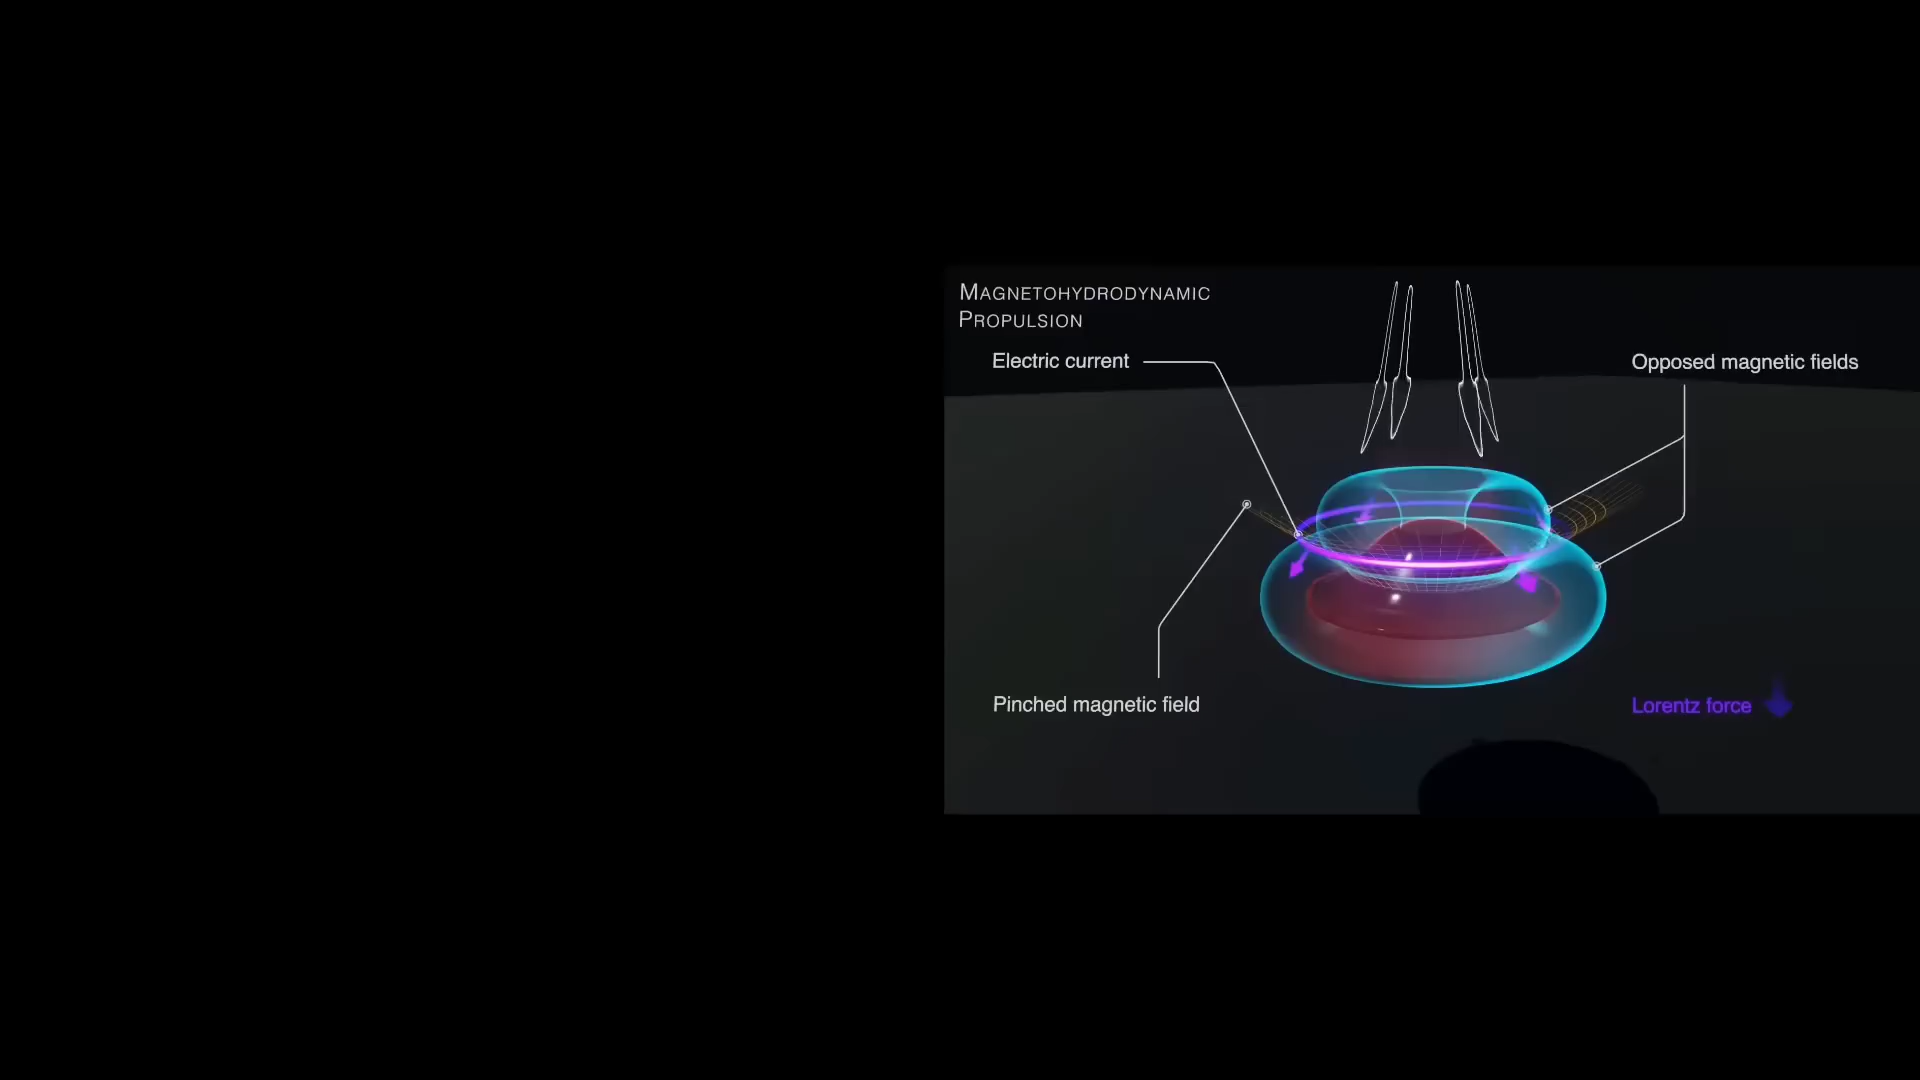 MAGNETOHYDRODYNAMIC
PROPULSION
Electric current
Opposed magnetic fields
Pinched magnetic field
Lorentz force